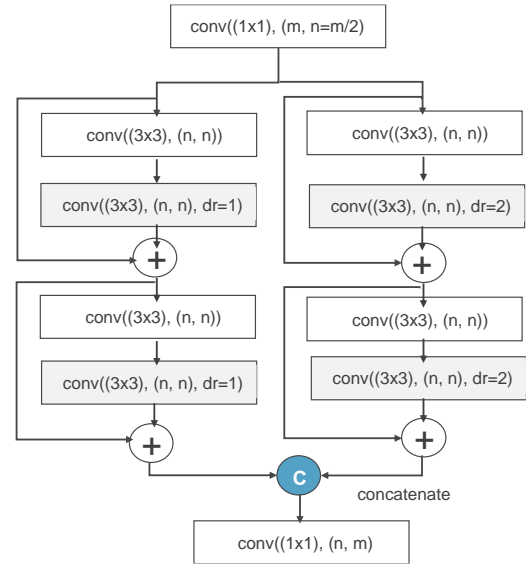 conv((1x1), (m, n=m/2)
conv((3x3), (n, n))
conv((3x3), (n, n), dr=1)
+
conv((3x3), (n, n))
conv((3x3), (n, n), dr=1)
+
conv((3x3), (n, n))
conv((3x3), (n, n), dr=2)
+
conv((3x3), (n, n))
conv((3x3), (n, n), dr=2)
+
C
concatenate
conv((1x1), (n, m)